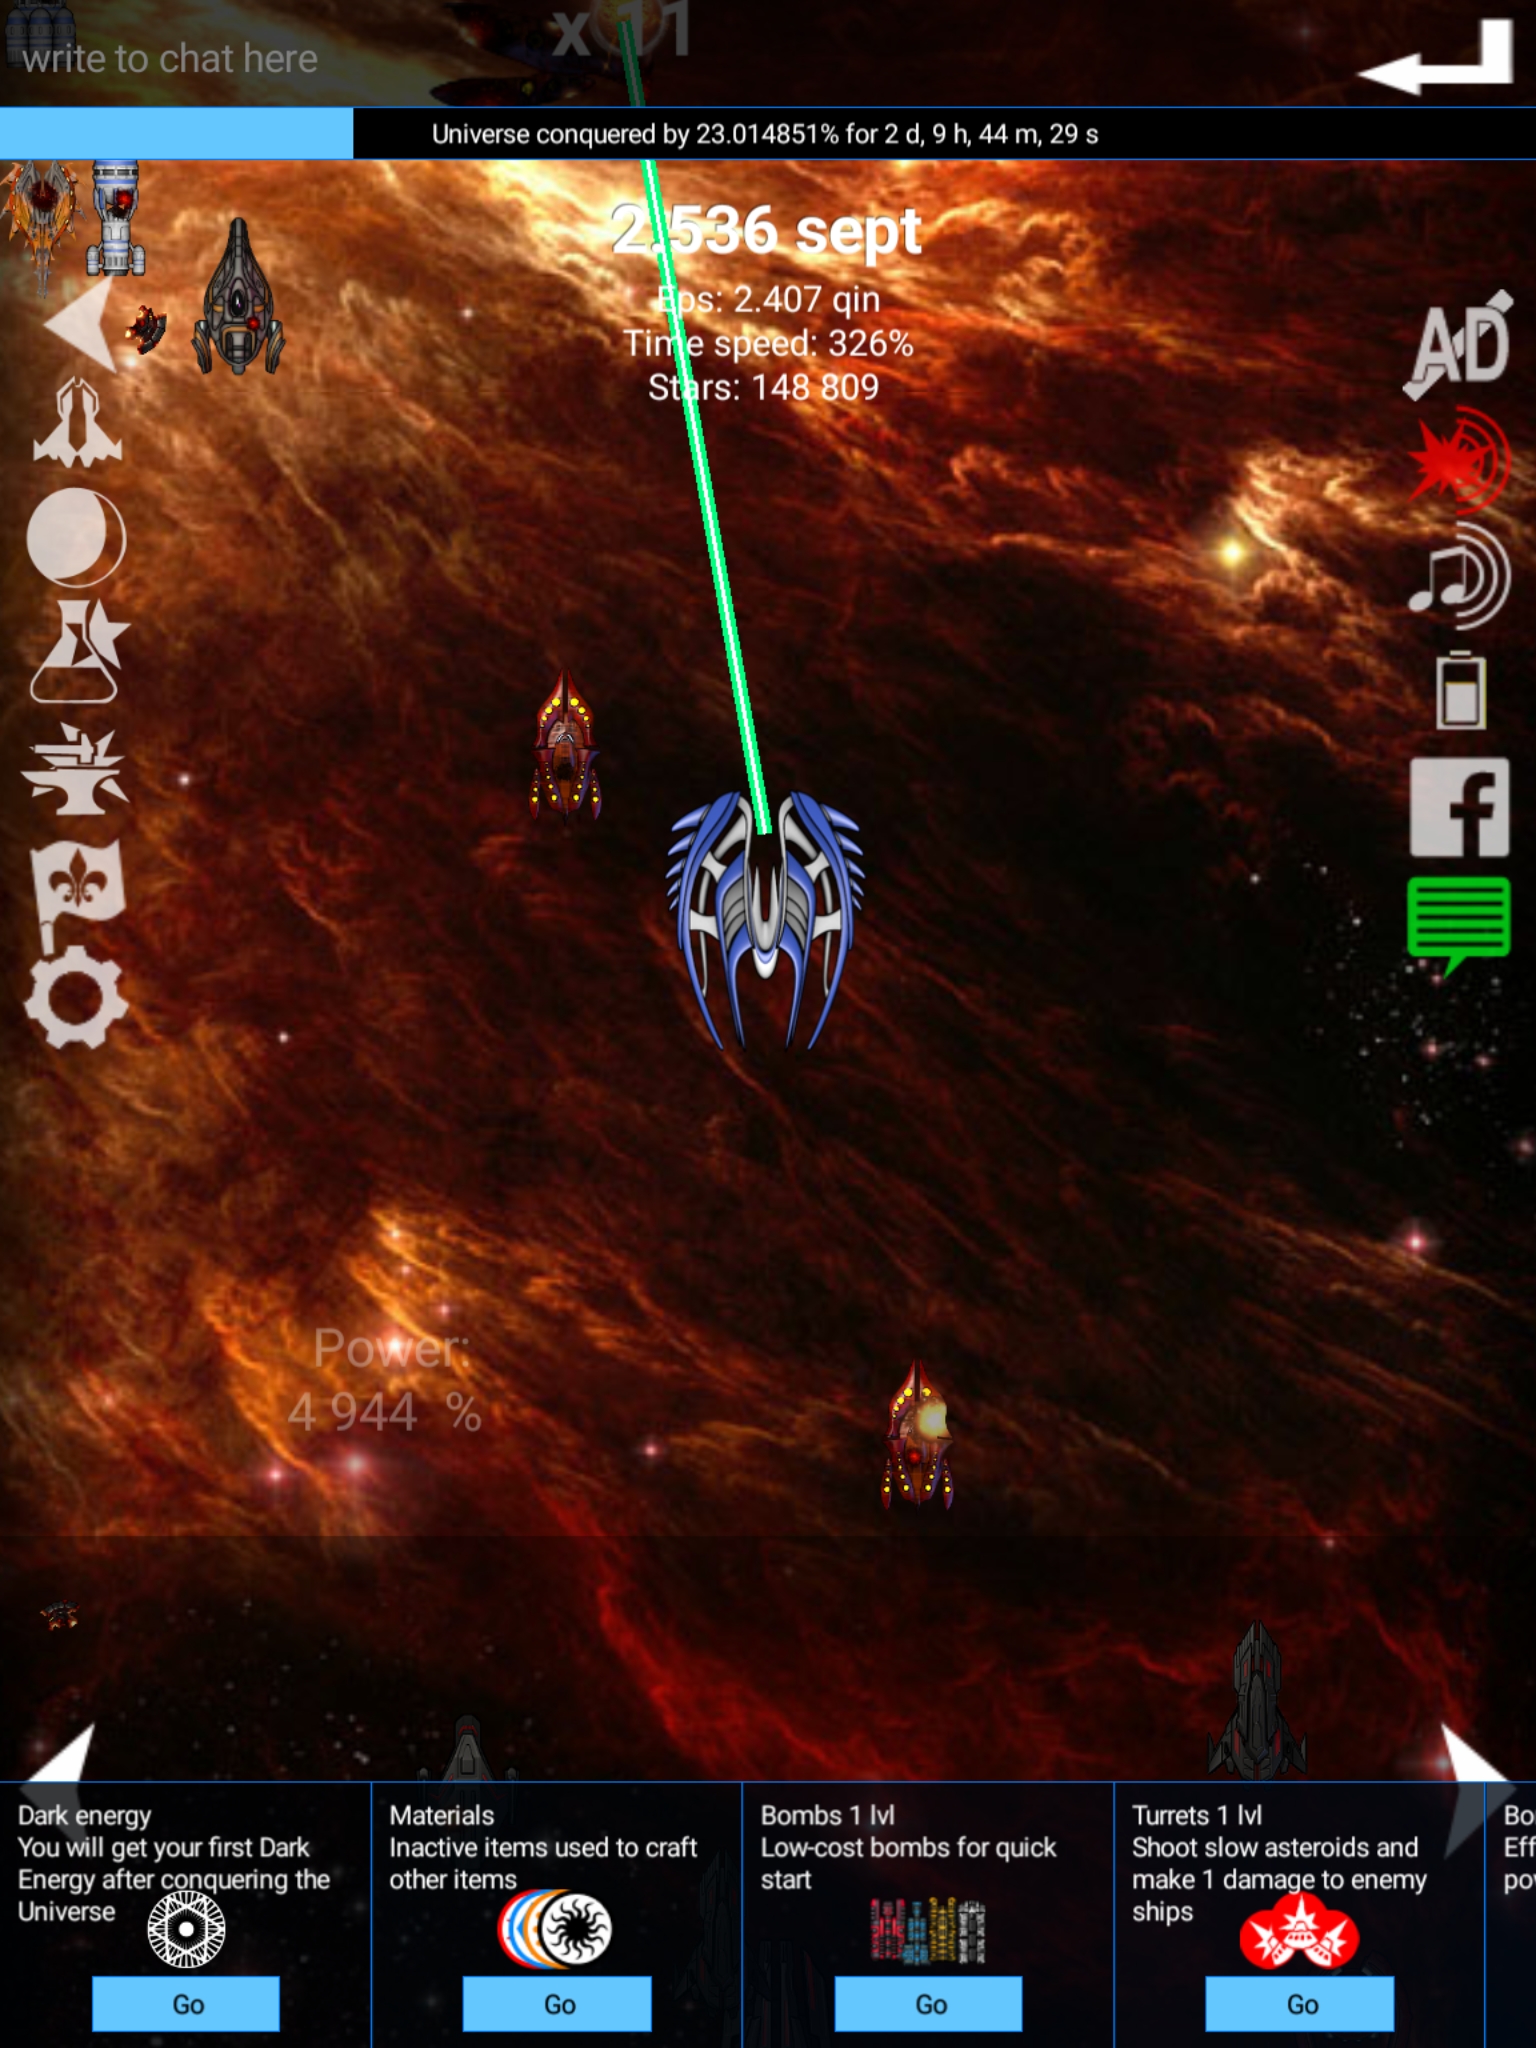 x 11
write to chat here
Universe conquered by 23.014851% for 2 d, 9 h, 44 m, 29 s
2.536 sept
Eps: 2.407 qin
Time speed: 326%
Stars: 148 809
AD
Power:
4 944 %
Dark energy
You will get your first Dark
Energy after conquering the
Universe
Go
Materials
Inactive items used to craft
other items
Go
Bombs 1 lvl
Low-cost bombs for quick
start
Go
Turrets 1 lvl
Shoot slow asteroids and
make 1 damage to enemy
ships
Go